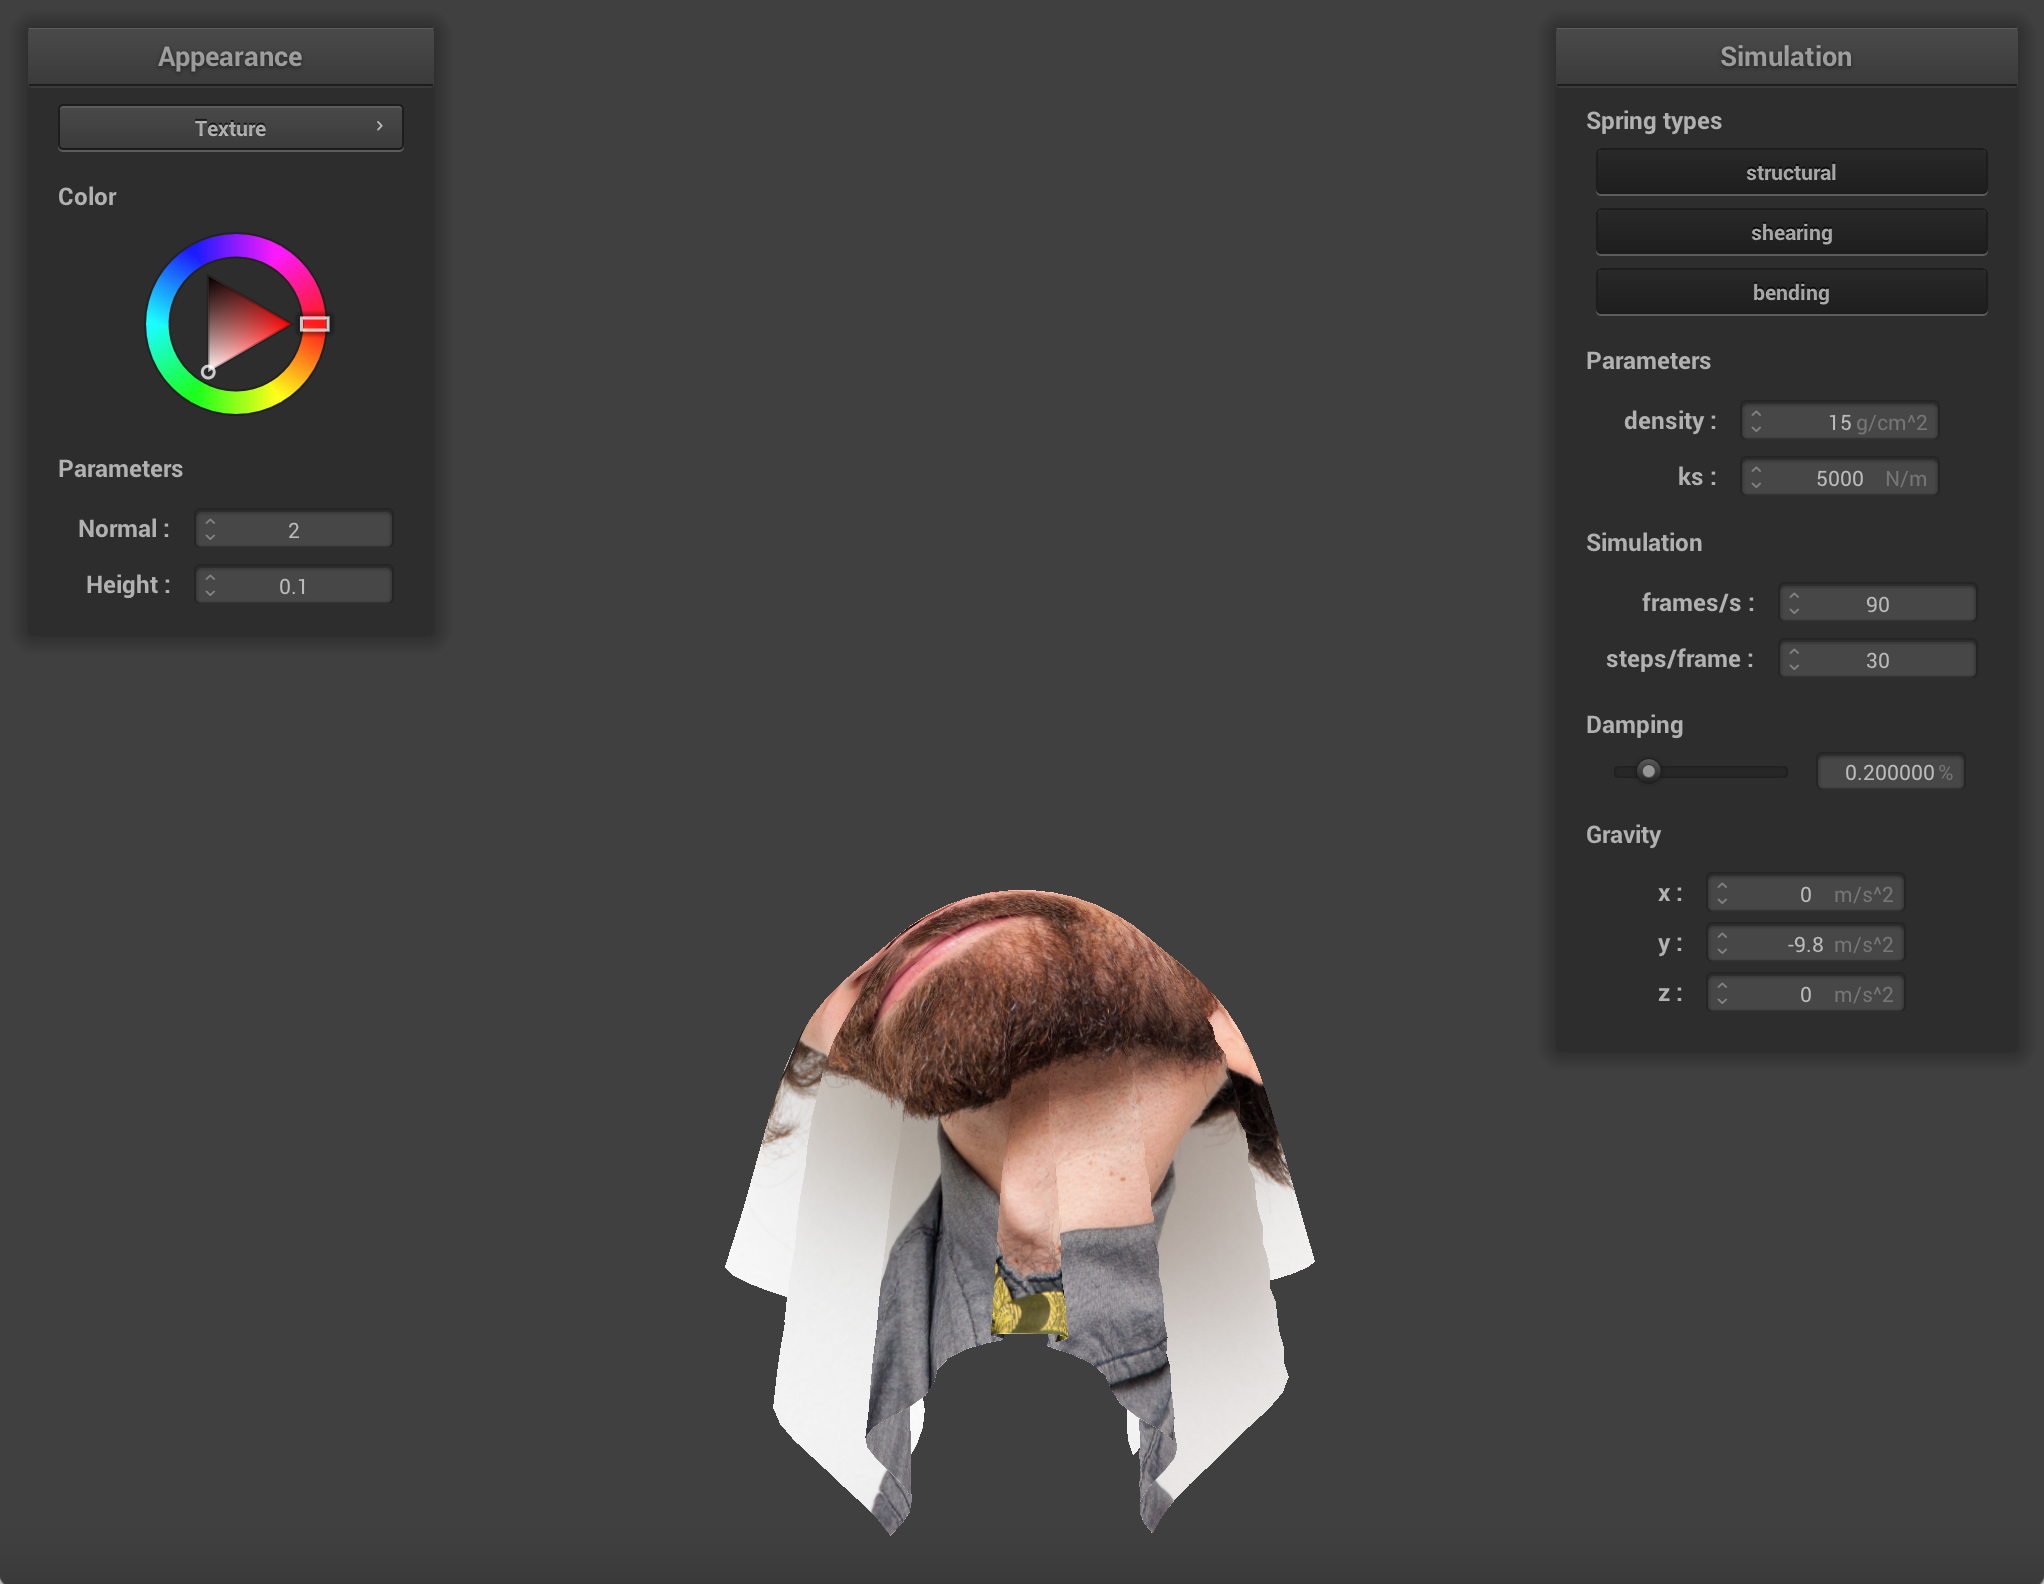 Appearance
Texture
Color
Parameters
Normal : 2
Height : 0.1
Simulation
Spring types
structural
shearing
bending
Parameters
density : 15 g/cm^2
ks : 5000 N/m
Simulation
frames/s : 90
steps/frame : 30
Damping
0.200000 %
Gravity
x : 0 m/s^2
y : -9.8 m/s^2
z : 0 m/s^2